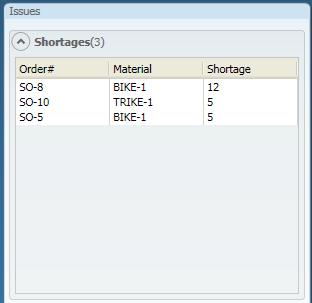 Issues
Shortages(3)
Order# Material Shortage
SO-8 BIKE-1 12
SO-10 TRIKE-1 5
SO-5 BIKE-1 5